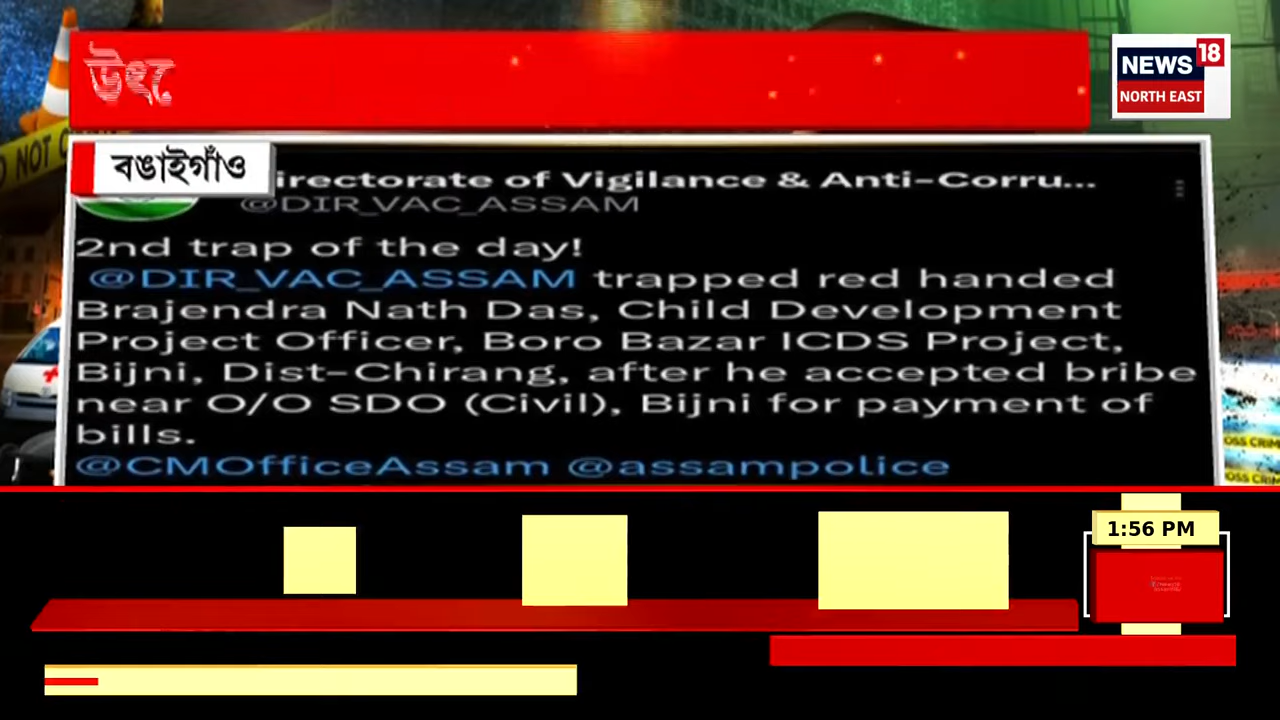 NEWS 18
NORTH EAST
বঙাইগাঁও
irectorate of Vigilance & Anti-Corru...
@DIR_VAC_ASSAM
2nd trap of the day!
@DIR_VAC_ASSAM trapped red handed
Brajendra Nath Das, Child Development
Project Officer, Boro Bazar ICDS Project,
Bijni, Dist-Chirang, after he accepted bribe
near O/O SDO (Civil), Bijni for payment of
bills.
@CMOfficeAssam @assampolice
1:56 PM